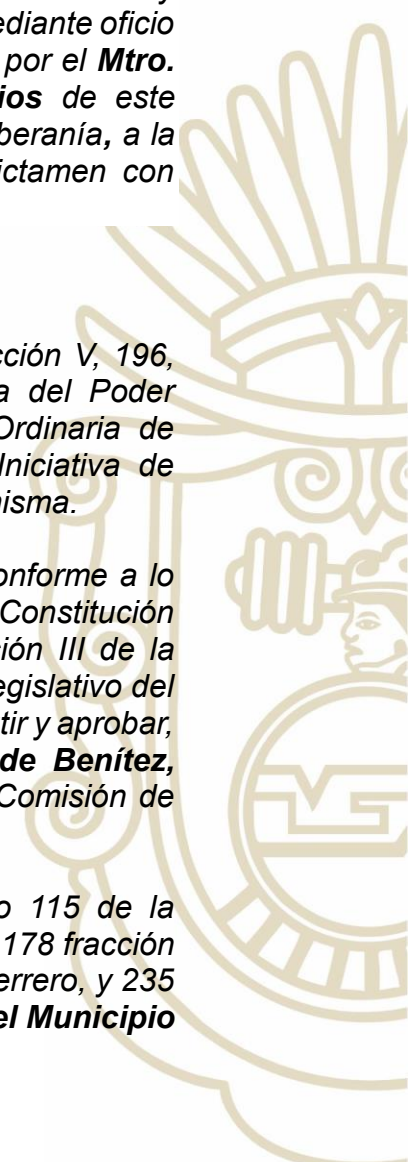 mediante oficio
por el Mtro.
ios de este
beranía, a la
ictamen con
cción V, 196,
a del Poder
Ordinaria de
Iniciativa de
nisma.
onforme a lo
Constitución
ción III de la
egislativo del
tir y aprobar,
de Benítez,
Comisión de
o 115 de la
178 fracción
errero, y 235
el Municipio